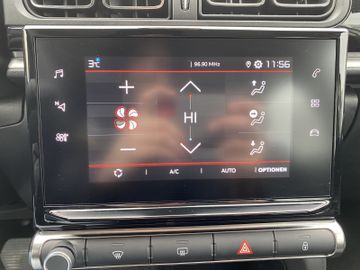 96.90 MHz
11:56
HI
A/C
AUTO
OPTIONEN
N